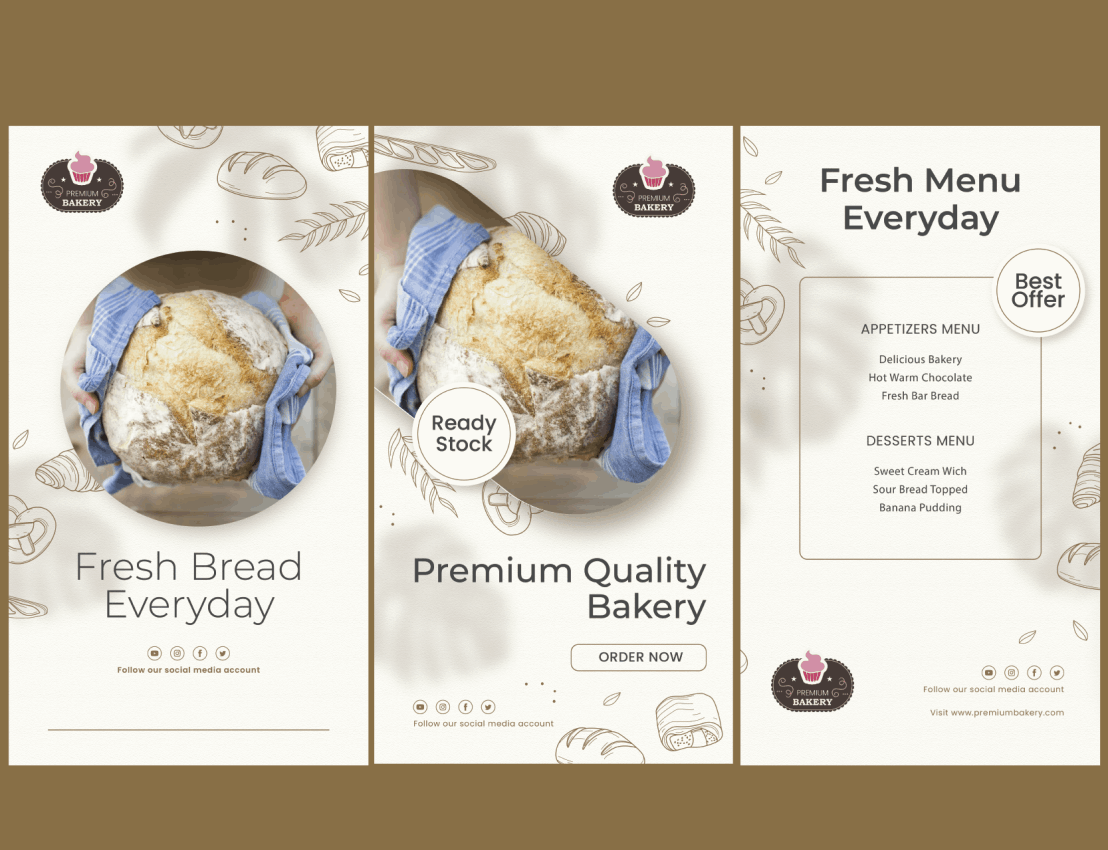 PREMIUM
BAKERY
Fresh Bread
Everyday
Follow our social media account
PREMIUM
BAKERY
Ready
Stock
Premium Quality
Bakery
ORDER NOW
Follow our social media account
Fresh Menu
Everyday
Best
Offer
APPETIZERS MENU
Delicious Bakery
Hot Warm Chocolate
Fresh Bar Bread
DESSERTS MENU
Sweet Cream Wich
Sour Bread Topped
Banana Pudding
PREMIUM
BAKERY
Follow our social media account
Visit www.premiumbakery.com